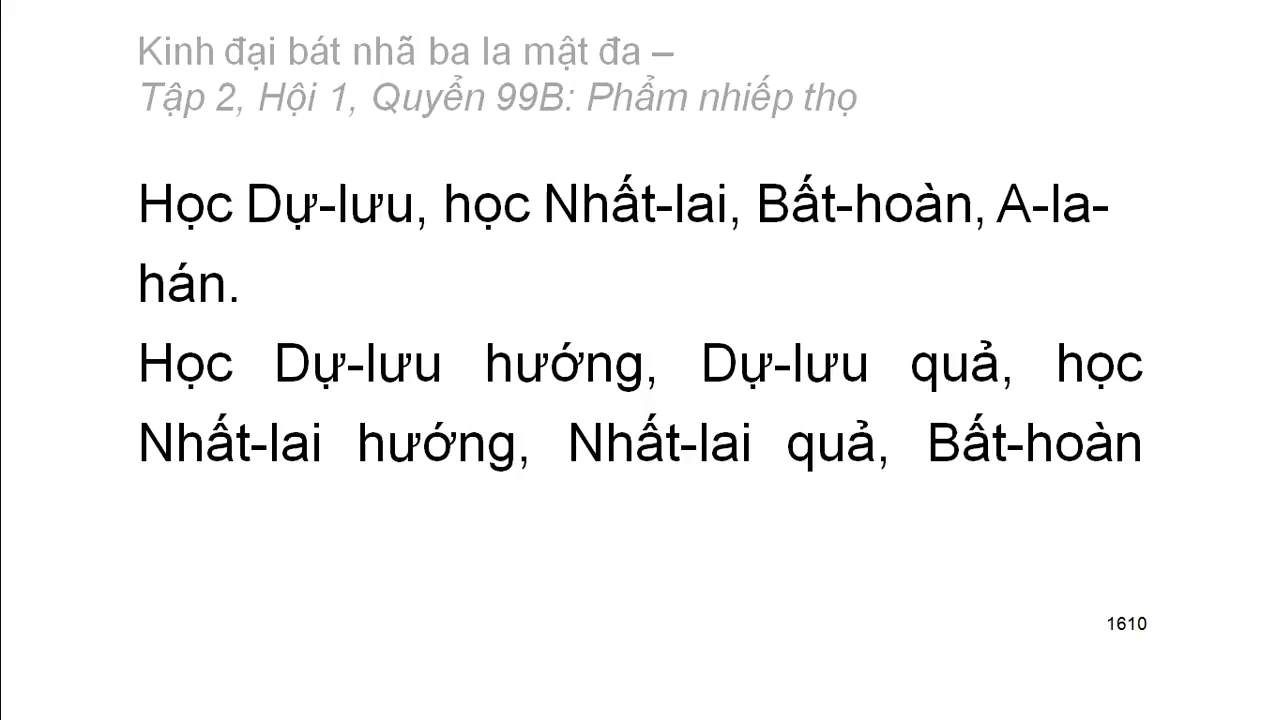 Kinh đại bát nhã ba la mật đa –
Tập 2, Hội 1, Quyển 99B: Phẩm nhiếp thọ
Học Dự-lưu, học Nhất-lai, Bất-hoàn, A-la-
hán.
Học Dự-lưu hướng, Dự-lưu quả, học
Nhất-lai hướng, Nhất-lai quả, Bất-hoàn
1610